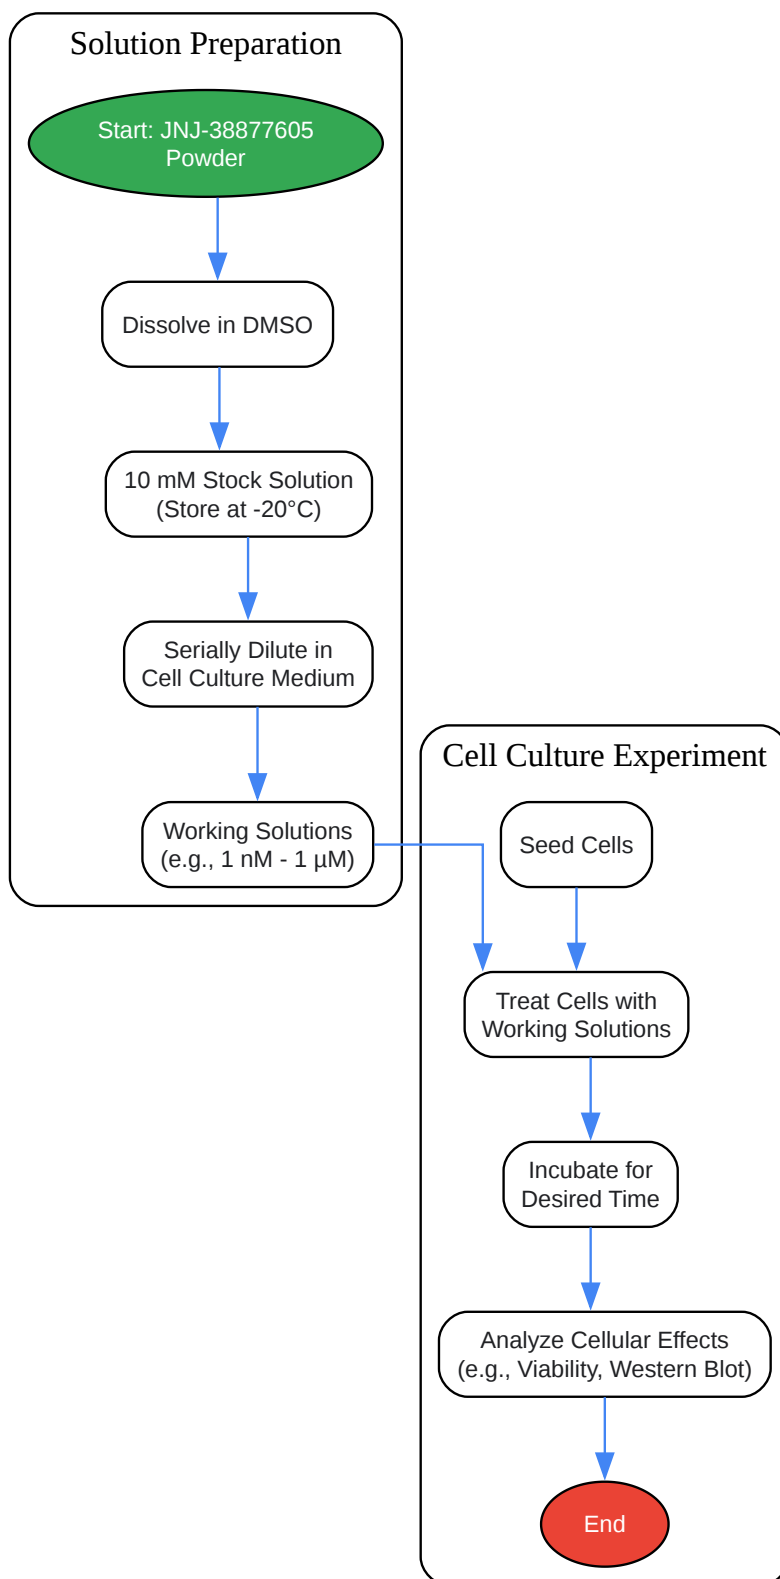 Solution Preparation
Start: JNJ-38877605
Powder
Dissolve in DMSO
10 mM Stock Solution
(Store at -20°C)
Serially Dilute in
Cell Culture Medium
Working Solutions
(e.g., 1 nM - 1 µM)
Cell Culture Experiment
Seed Cells
Treat Cells with
Working Solutions
Incubate for
Desired Time
Analyze Cellular Effects
(e.g., Viability, Western Blot)
End